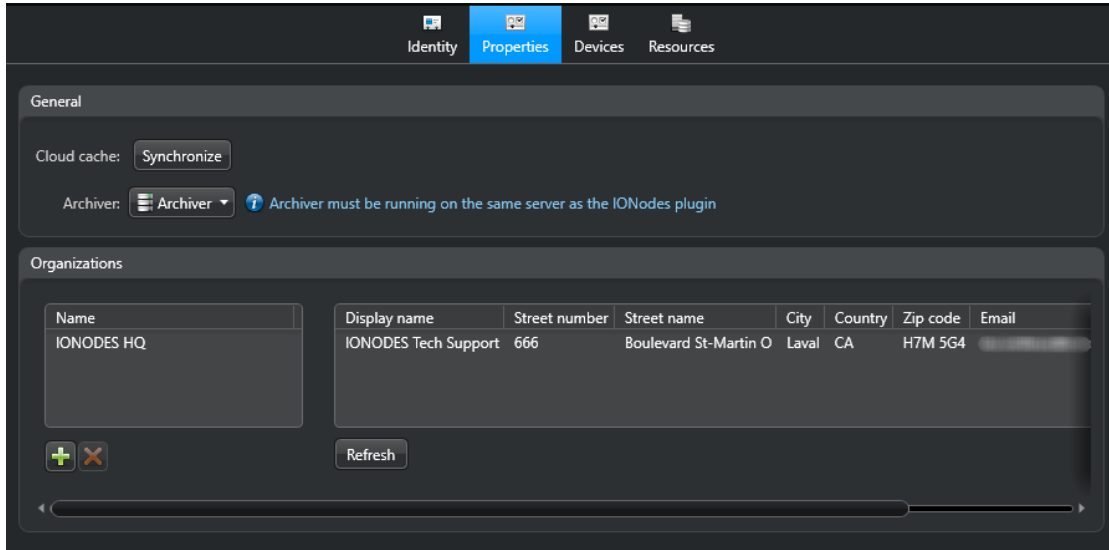 Identity Properties Devices Resources
General
Cloud cache: Synchronize
Archiver: Archiver Archiver must be running on the same server as the IONodes plugin
Organizations
Name Display name Street number Street name City Country Zip code Email
IONODES HQ IONODES Tech Support 666 Boulevard St-Martin O Laval CA H7M 5G4
Refresh